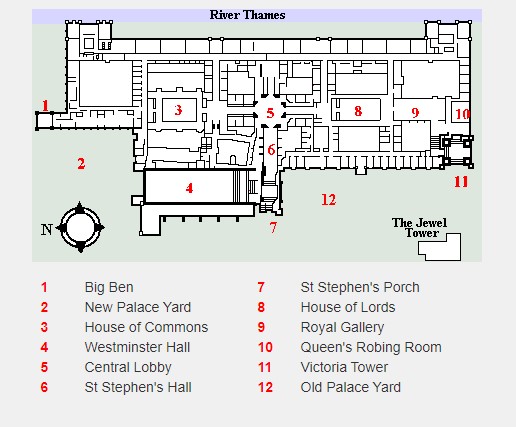 River Thames
1
3
5
8
9
10
2
6
4
12
11
7
N
The Jewel
Tower
1 Big Ben
2 New Palace Yard
3 House of Commons
4 Westminster Hall
5 Central Lobby
6 St Stephen's Hall
7 St Stephen's Porch
8 House of Lords
9 Royal Gallery
10 Queen's Robing Room
11 Victoria Tower
12 Old Palace Yard